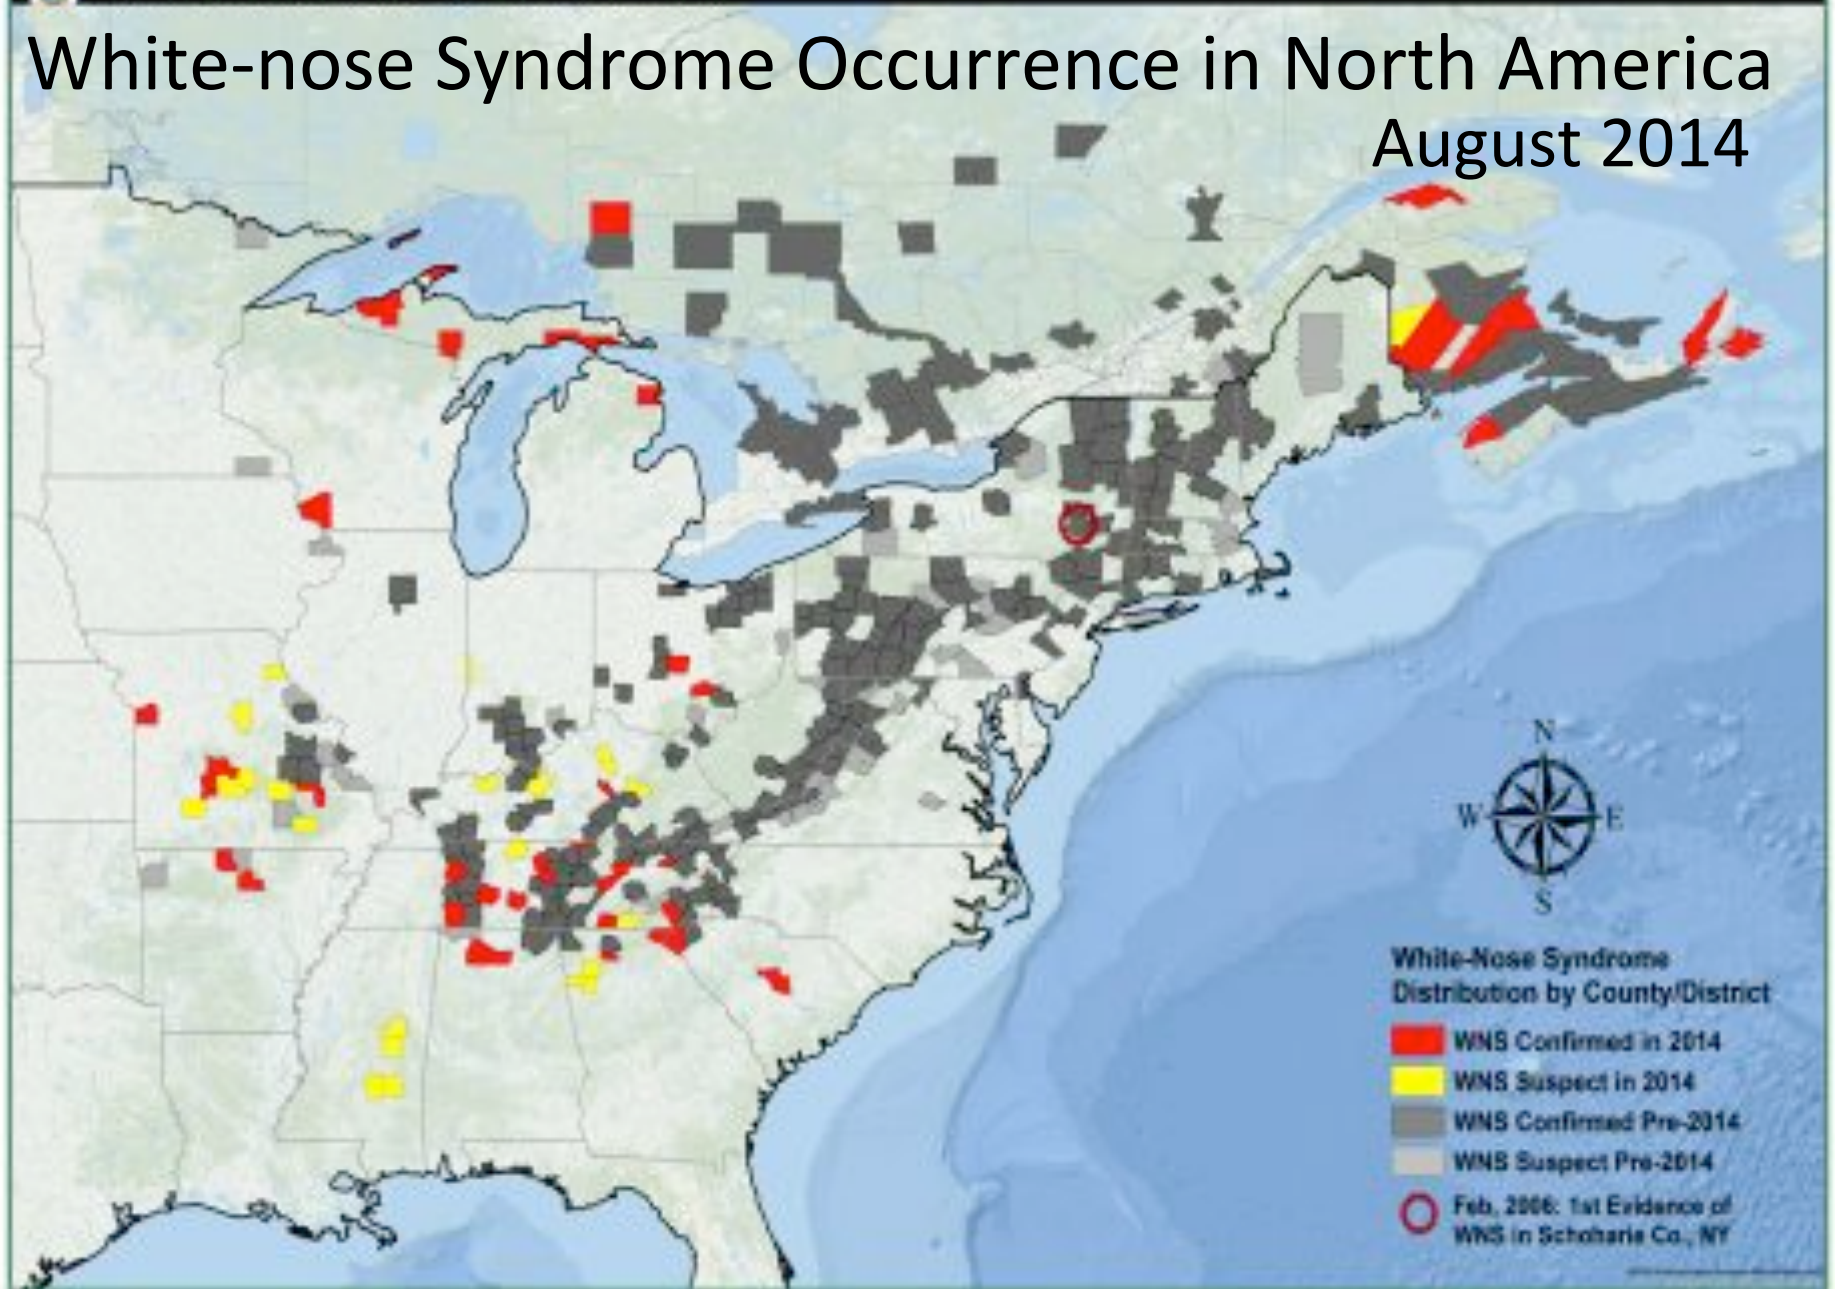 White-nose Syndrome Occurrence in North America
August 2014
N
W
E
S
White-Nose Syndrome
Distribution by County/District
WNS Confirmed in 2014
WNS Suspect in 2014
WNS Confirmed Pre-2014
WNS Suspect Pre-2014
Feb, 2006: 1st Evidence of
WNS in Schoharie Co., NY